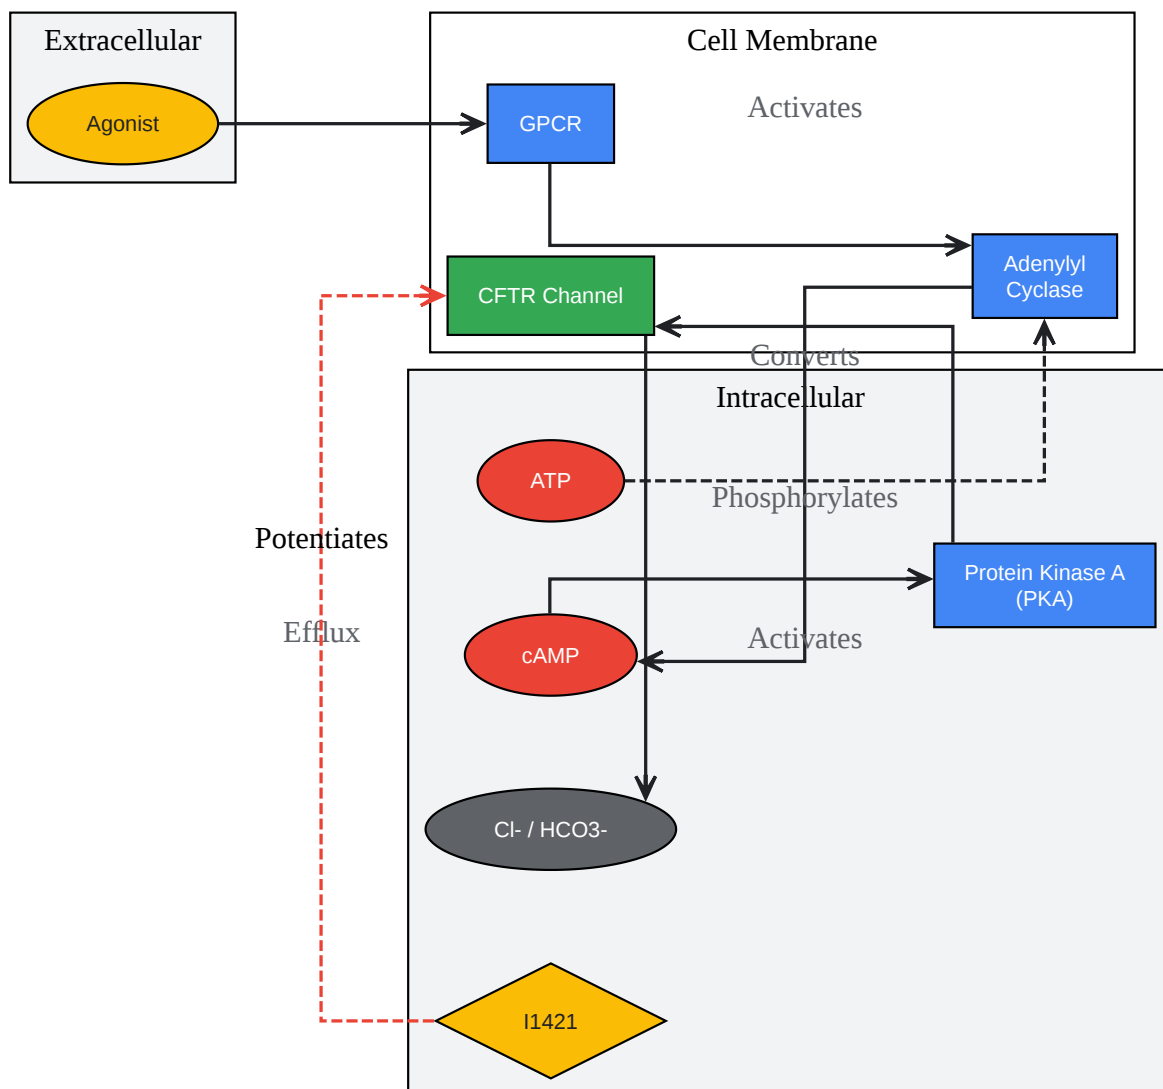 Extracellular
Cell Membrane
Agonist
GPCR
Activates
CFTR Channel
Adenylyl
Cyclase
Converts
Intracellular
ATP
Phosphorylates
Potentiates
Protein Kinase A
(PKA)
Efflux
cAMP
Activates
Cl- / HCO3-
I1421